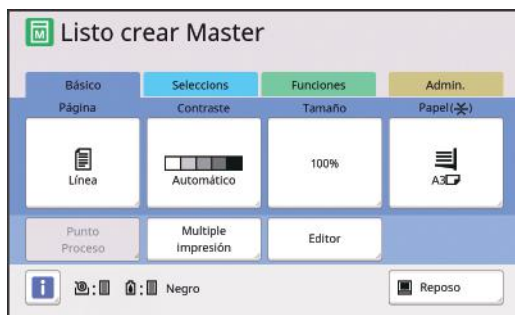 M Listo crear Master
Básico Seleccions Funciones Admin.
Página Contraste Tamaño Papel(⚹)
Línea Automático 100% A3
Punto Proceso
Multiple impresión
Editor
i : : Negro Reposo